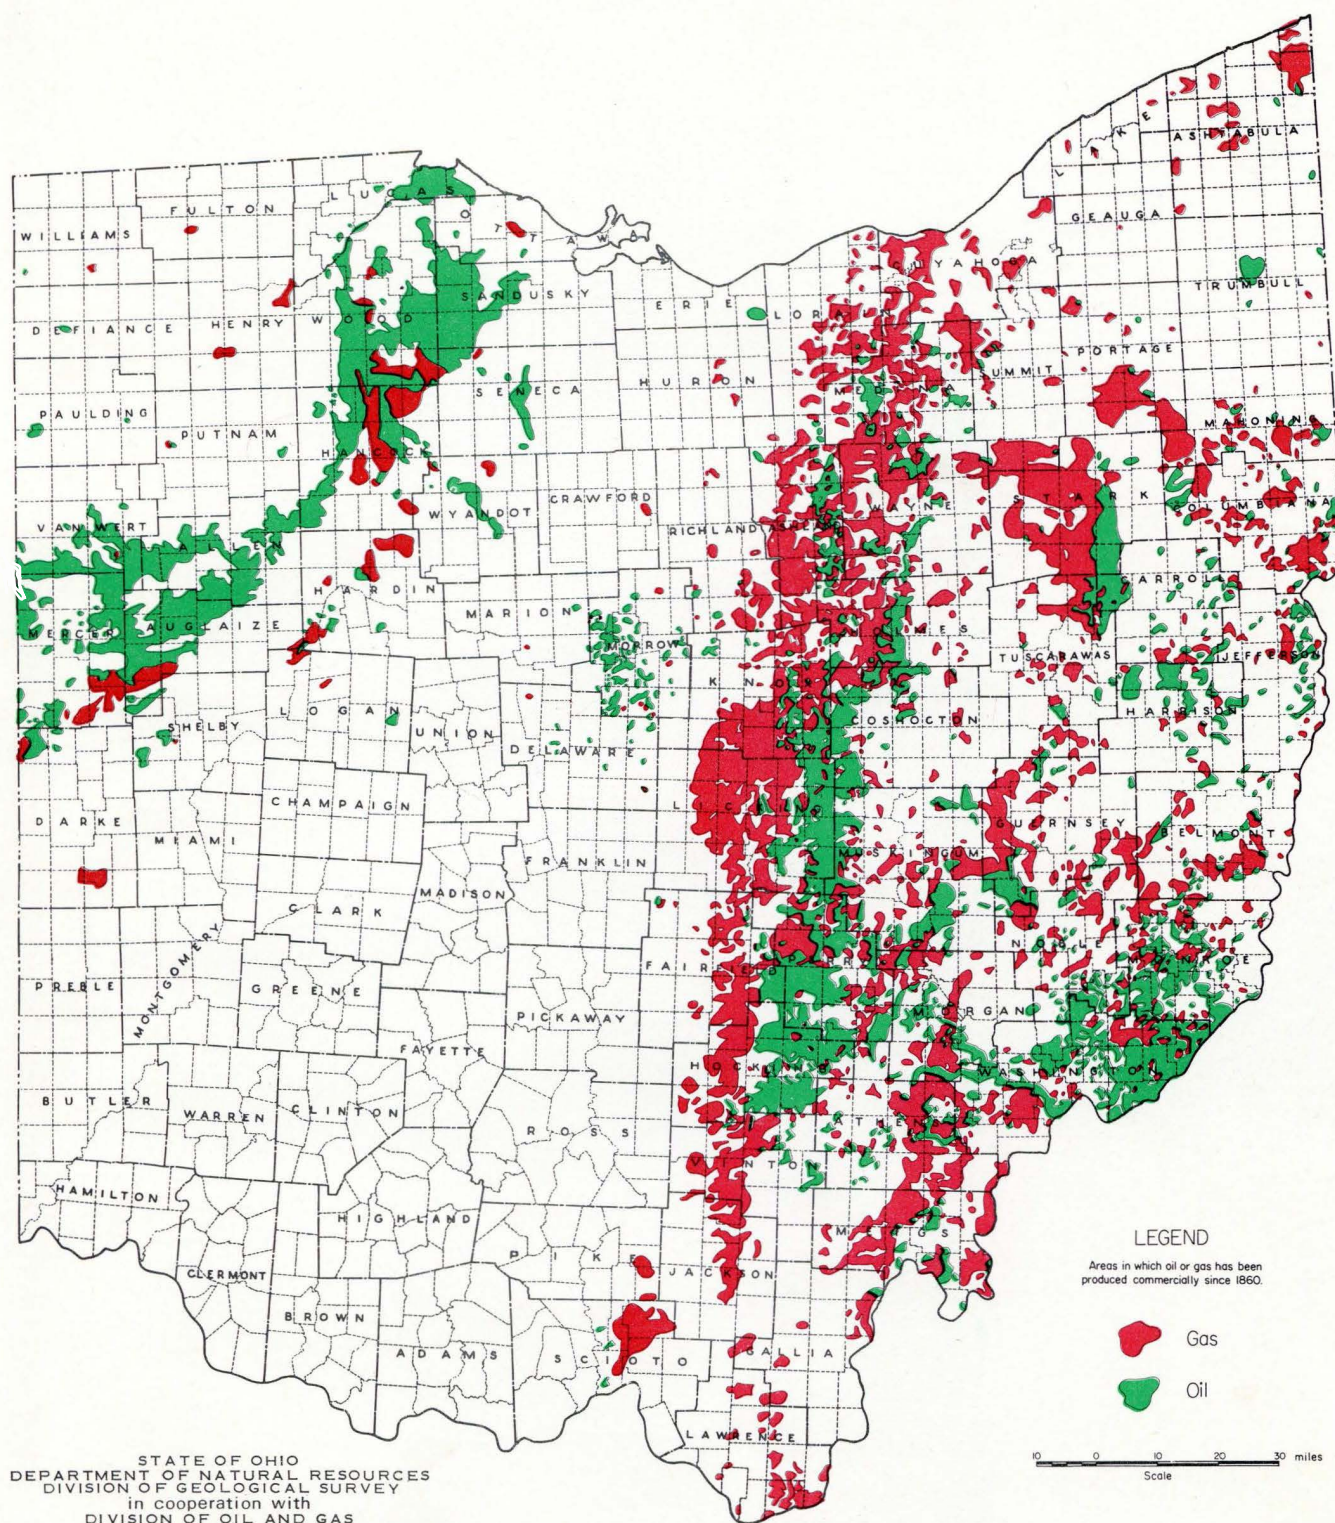 LAKE
ASHTABULA
LUCAS
FULTON
OTTAWA
GEAUGA
WILLIAMS
CUYAHOGA
TRUMBULL
SANDUSKY
ERIE
LORAIN
DEFIANCE
HENRY
WOOD
PORTAGE
SUMMIT
HURON
MEDINA
SENECA
PAULDING
MAHONING
PUTNAM
HANCOCK
CRAWFORD
STARK
COLUMBIANA
WYANDOT
WAYNE
VAN WERT
RICHLAND
ASHLAND
ALLEN
CARROLL
HARDIN
MARION
MERCER
AUGLAIZE
HOLMES
MORROW
TUSCARAWAS
JEFFERSON
KNOX
LOGAN
HARRISON
COSHOCTON
SHELBY
UNION
DELAWARE
CHAMPAIGN
LICKING
DARKE
GUERNSEY
BELMONT
MIAMI
MUSKINGUM
FRANKLIN
MADISON
CLARK
NOBLE
MONROE
PERRY
FAIRFIELD
MONTGOMERY
PREBLE
GREENE
MORGAN
PICKAWAY
FAYETTE
HOCKING
WASHINGTON
BUTLER
WARREN
CLINTON
ROSS
ATHENS
VINTON
HAMILTON
HIGHLAND
MEIGS
PIKE
JACKSON
CLERMONT
BROWN
ADAMS
SCIOTO
GALLIA
LAWRENCE
LEGEND
Areas in which oil or gas has been
produced commercially since 1860.
Gas
Oil
10 0 10 20 30 miles
Scale
STATE OF OHIO
DEPARTMENT OF NATURAL RESOURCES
DIVISION OF GEOLOGICAL SURVEY
in cooperation with
DIVISION OF OIL AND GAS